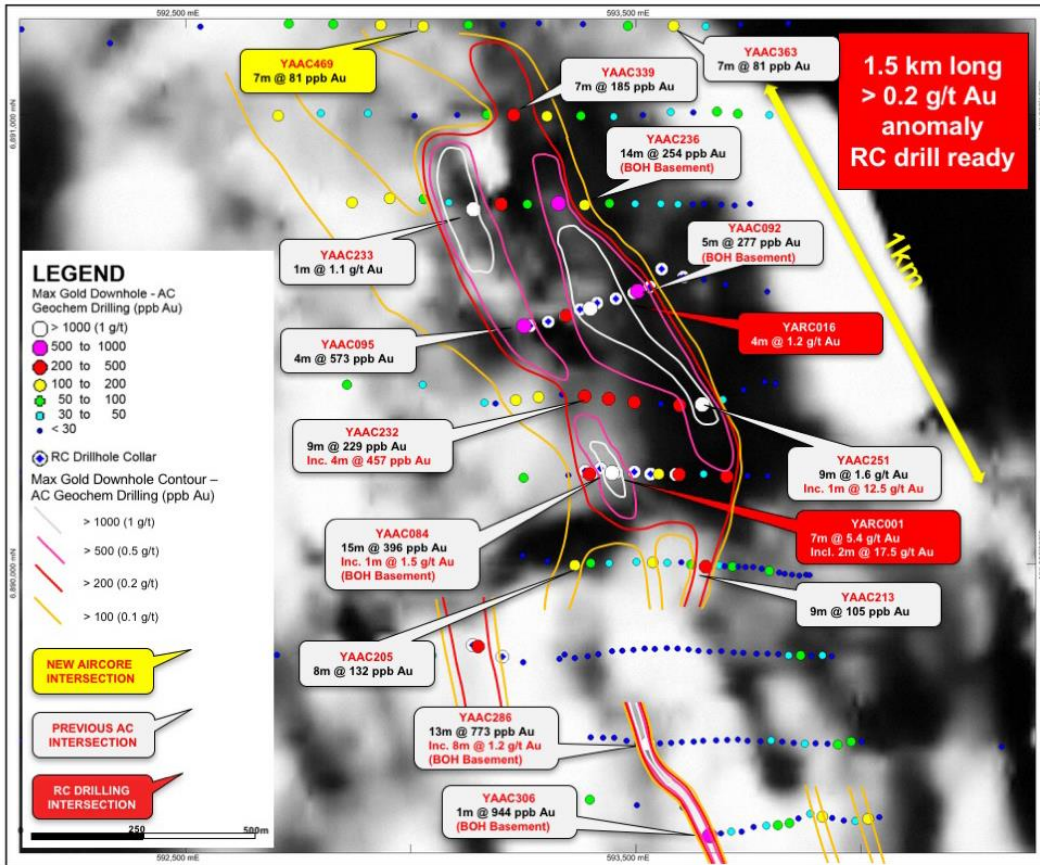 592,500 mE
593,500 mE
YAAC469
7m @ 81 ppb Au
YAAC363
7m @ 81 ppb Au
YAAC339
7m @ 185 ppb Au
1.5 km long
> 0.2 g/t Au
anomaly
RC drill ready
6,891,000 mN
YAAC236
14m @ 254 ppb Au
(BOH Basement)
YAAC092
5m @ 277 ppb Au
(BOH Basement)
YAAC233
1m @ 1.1 g/t Au
1km
YARC016
4m @ 1.2 g/t Au
YAAC095
4m @ 573 ppb Au
LEGEND
Max Gold Downhole - AC
Geochem Drilling (ppb Au)
> 1000 (1 g/t)
500 to 1000
200 to 500
100 to 200
50 to 100
30 to 50
< 30
RC Drillhole Collar
Max Gold Downhole Contour –
AC Geochem Drilling (ppb Au)
> 1000 (1 g/t)
> 500 (0.5 g/t)
> 200 (0.2 g/t)
> 100 (0.1 g/t)
NEW AIRCORE
INTERSECTION
PREVIOUS AC
INTERSECTION
RC DRILLING
INTERSECTION
250
500m
YAAC232
9m @ 229 ppb Au
Inc. 4m @ 457 ppb Au
YAAC251
9m @ 1.6 g/t Au
Inc. 1m @ 12.5 g/t Au
YAAC084
15m @ 396 ppb Au
Inc. 1m @ 1.5 g/t Au
(BOH Basement)
YARC001
7m @ 5.4 g/t Au
Incl. 2m @ 17.5 g/t Au
6,890,000 mN
YAAC213
9m @ 105 ppb Au
YAAC205
8m @ 132 ppb Au
YAAC286
13m @ 773 ppb Au
Inc. 8m @ 1.2 g/t Au
(BOH Basement)
YAAC306
1m @ 944 ppb Au
(BOH Basement)
592,500 mE
593,500 mE